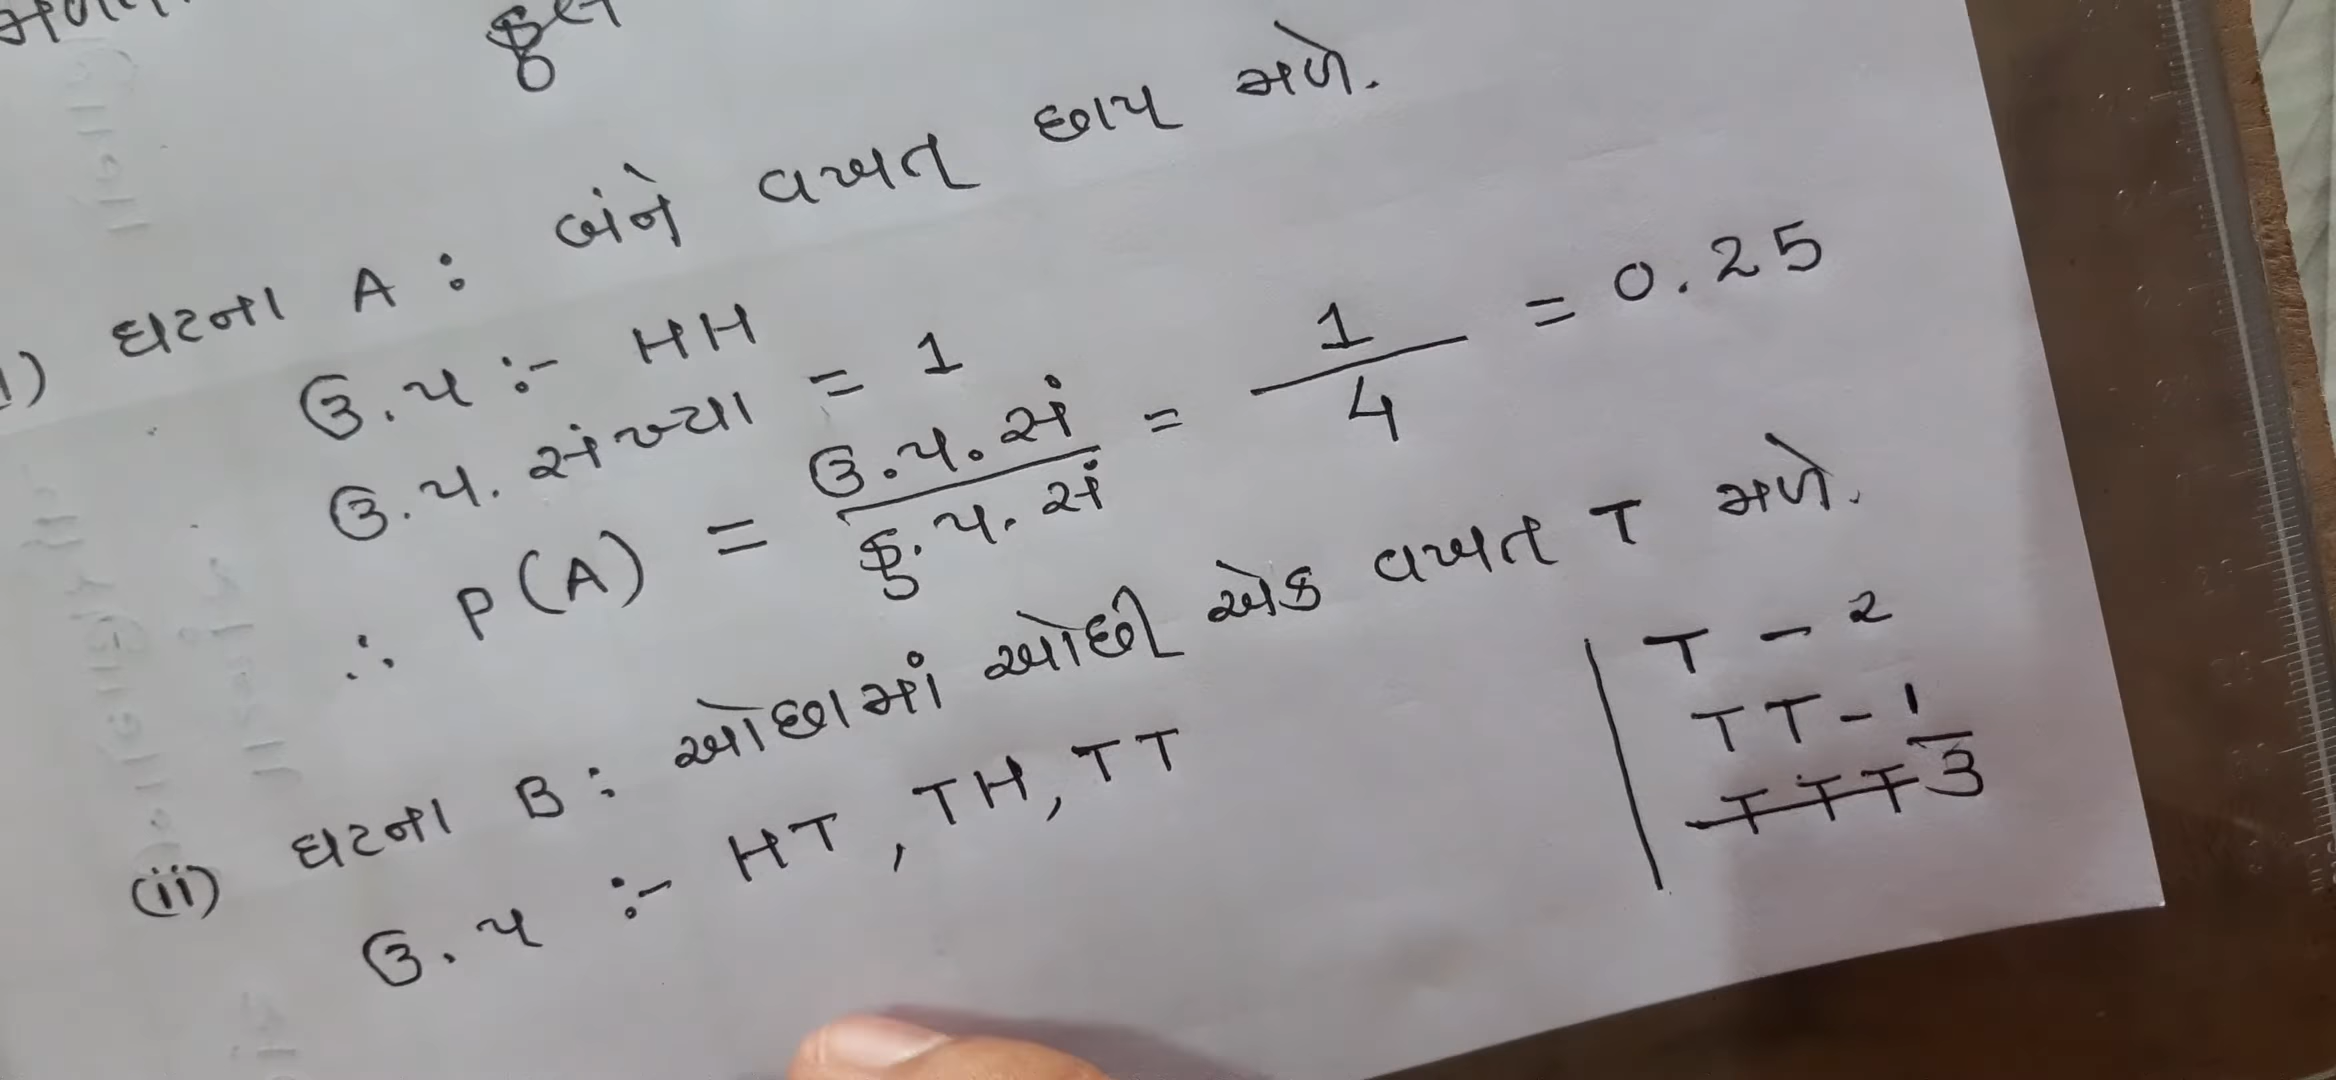 ઘટના A : બંને વખત છાપ મળે.
ઉ.પ :- HH
ઉ.પ. સંખ્યા = 1
∴ P(A) = ઉ.પ.સં / કુ.પ.સં = 1/4 = 0.25
(ii) ઘટના B : ઓછામાં ઓછી એક વખત T મળે.
ઉ.પ :- HT, TH, TT
T - 2
TT - 1
TTT 3